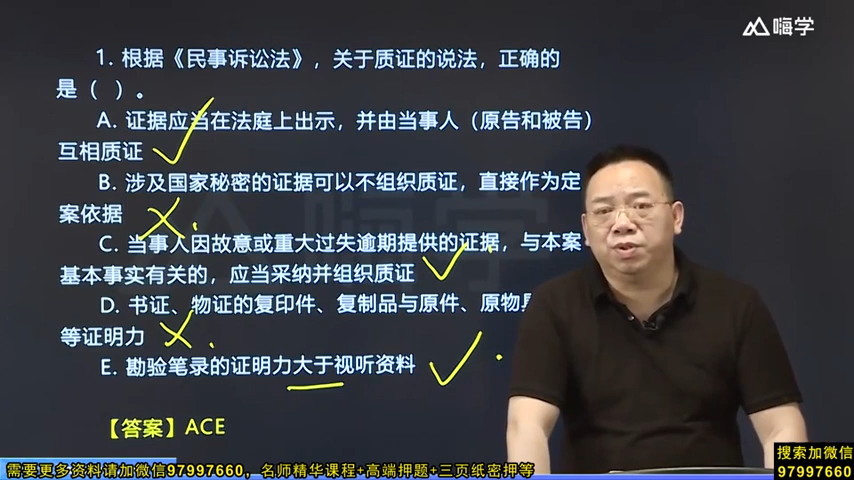 嗨学
1. 根据《民事诉讼法》，关于质证的说法，正确的
是（ ）。
A. 证据应当在法庭上出示，并由当事人（原告和被告）
互相质证
B. 涉及国家秘密的证据可以不组织质证，直接作为定
案依据
C. 当事人因故意或重大过失逾期提供的证据，与本案
基本事实有关的，应当采纳并组织质证
D. 书证、物证的复印件、复制品与原件、原物
等证明力
E. 勘验笔录的证明力大于视听资料
【答案】ACE
需要更多资料请加微信97997660，名师精华课程+高端押题+三页纸密押等
搜索加微信
97997660